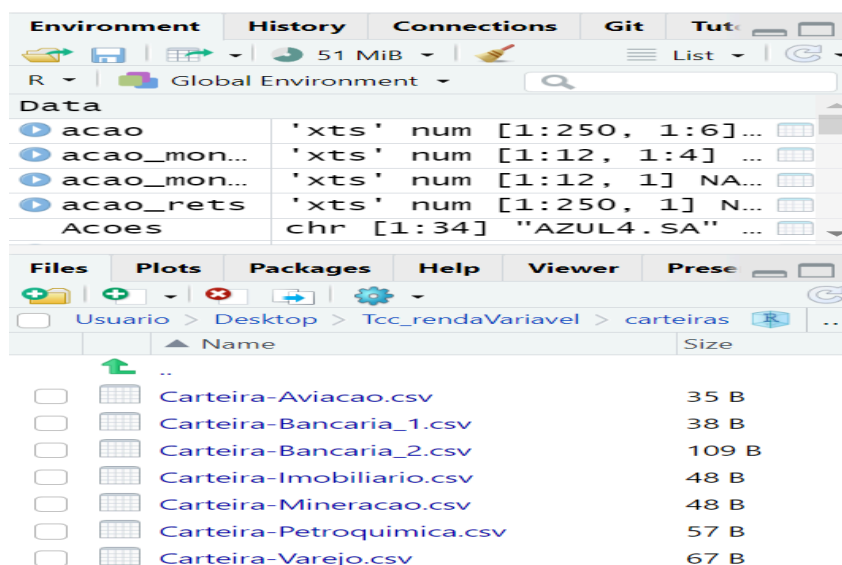 Environment History Connections Git Tut
51 MiB List
R Global Environment
Data
acao 'xts' num [1:250, 1:6]...
acao_mon... 'xts' num [1:12, 1:4] ...
acao_mon... 'xts' num [1:12, 1] NA...
acao_rets 'xts' num [1:250, 1] N...
Acoes chr [1:34] "AZUL4.SA" ...
Files Plots Packages Help Viewer Prese
Usuario > Desktop > Tcc_rendaVariavel > carteiras R ..
Name Size
..
Carteira-Aviacao.csv 35 B
Carteira-Bancaria_1.csv 38 B
Carteira-Bancaria_2.csv 109 B
Carteira-Imobiliario.csv 48 B
Carteira-Mineracao.csv 48 B
Carteira-Petroquimica.csv 57 B
Carteira-Varejo.csv 67 B